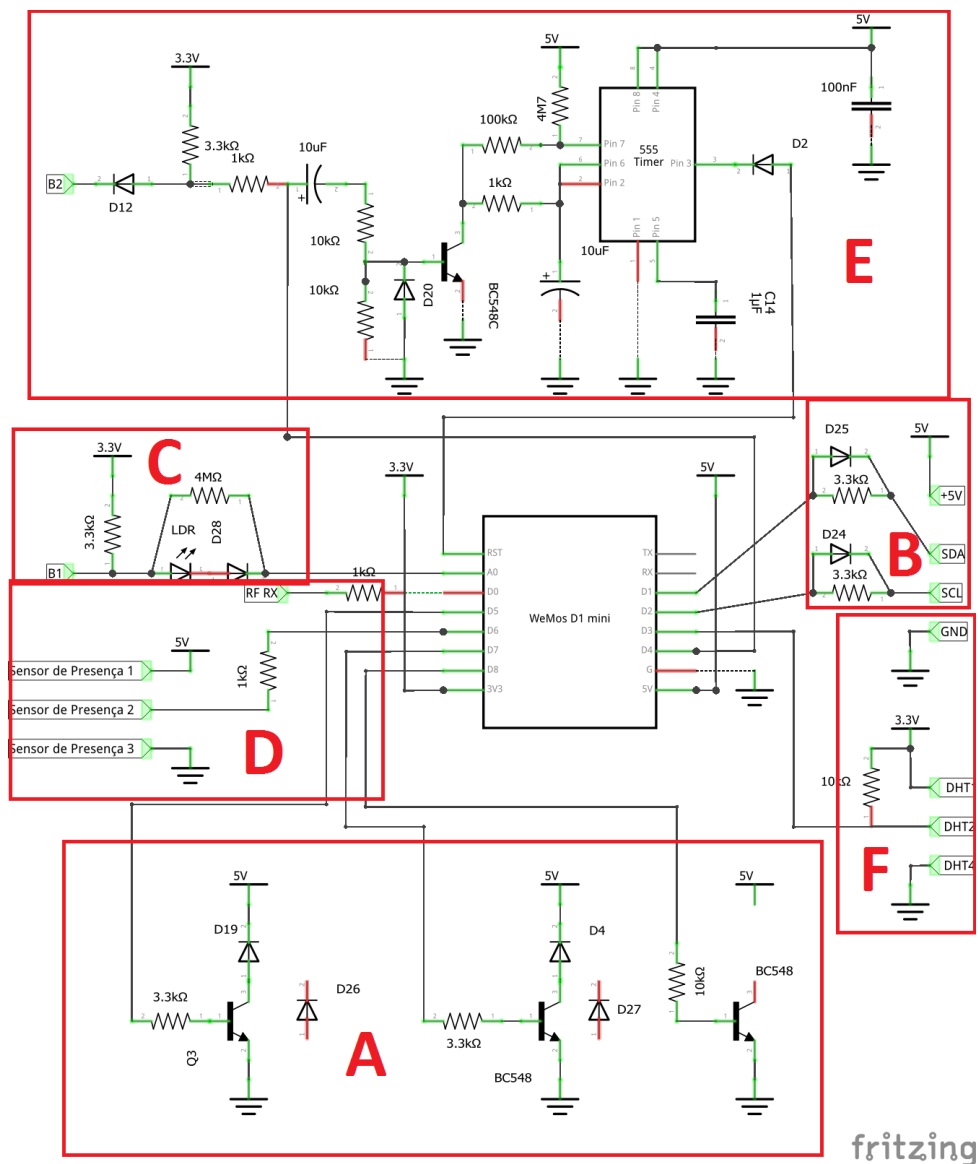 5V
3.3V
5V
100nF
4M7
100kΩ
3.3kΩ
1kΩ
10uF
555
Timer
Pin 8
Pin 4
Pin 7
Pin 6
Pin 2
Pin 3
Pin 1
Pin 5
D2
B2
D12
1kΩ
10kΩ
10kΩ
D20
BC548C
10uF
C14
1µF
E
C
3.3V
4MΩ
3.3kΩ
LDR
D28
B1
3.3V
5V
D25
5V
3.3kΩ
+5V
D24
B
SDA
3.3kΩ
SCL
RST
A0
D0
D5
D6
D7
D8
3V3
WeMos D1 mini
TX
RX
D1
D2
D3
D4
G
5V
1kΩ
RF RX
5V
Sensor de Presença 1
1kΩ
Sensor de Presença 2
Sensor de Presença 3
D
GND
3.3V
10kΩ
DHT1
DHT2
F
DHT4
5V
5V
5V
D19
D4
D26
D27
10kΩ
BC548
3.3kΩ
3.3kΩ
Q3
A
BC548
fritzing